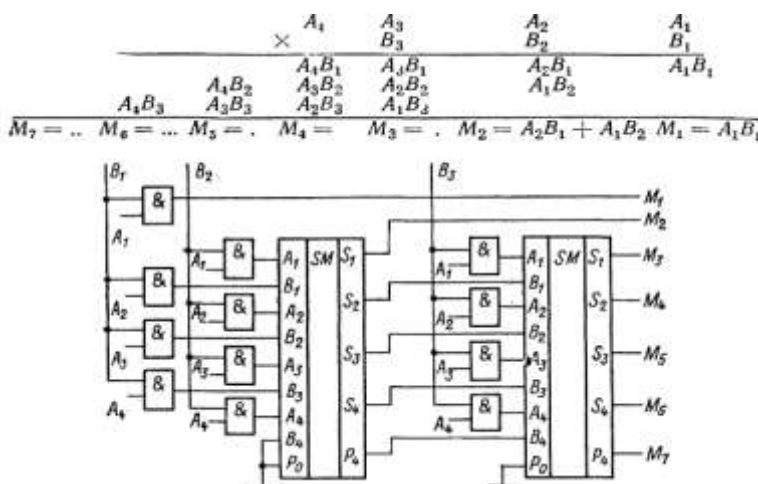 A₄ A₃ A₂ A₁
× B₃ B₂ B₁
A₄B₁ A₃B₁ A₂B₁ A₁B₁
A₄B₂ A₃B₂ A₂B₂ A₁B₂
A₄B₃ A₃B₃ A₂B₃ A₁B₃
M₇ = .. M₆ = ... M₅ = . M₄ = M₃ = . M₂ = A₂B₁ + A₁B₂ M₁ = A₁B₁
B₁ B₂ B₃
& M₁
A₁ M₂
& A₁ SM S₁ & A₁ SM S₁ M₃
A₁ A₁
& B₁ S₂ B₁ S₂ M₄
A₂ & A₂ & A₂
A₂ A₂
& B₂ S₃ B₂ S₃ M₅
A₃ & A₃ & A₃
A₃ A₃
& B₃ S₄ B₃ S₄ M₆
A₄ & A₄ & A₄
A₄ A₄
B₄ B₄
P₀ P₄ P₀ P₄ M₇